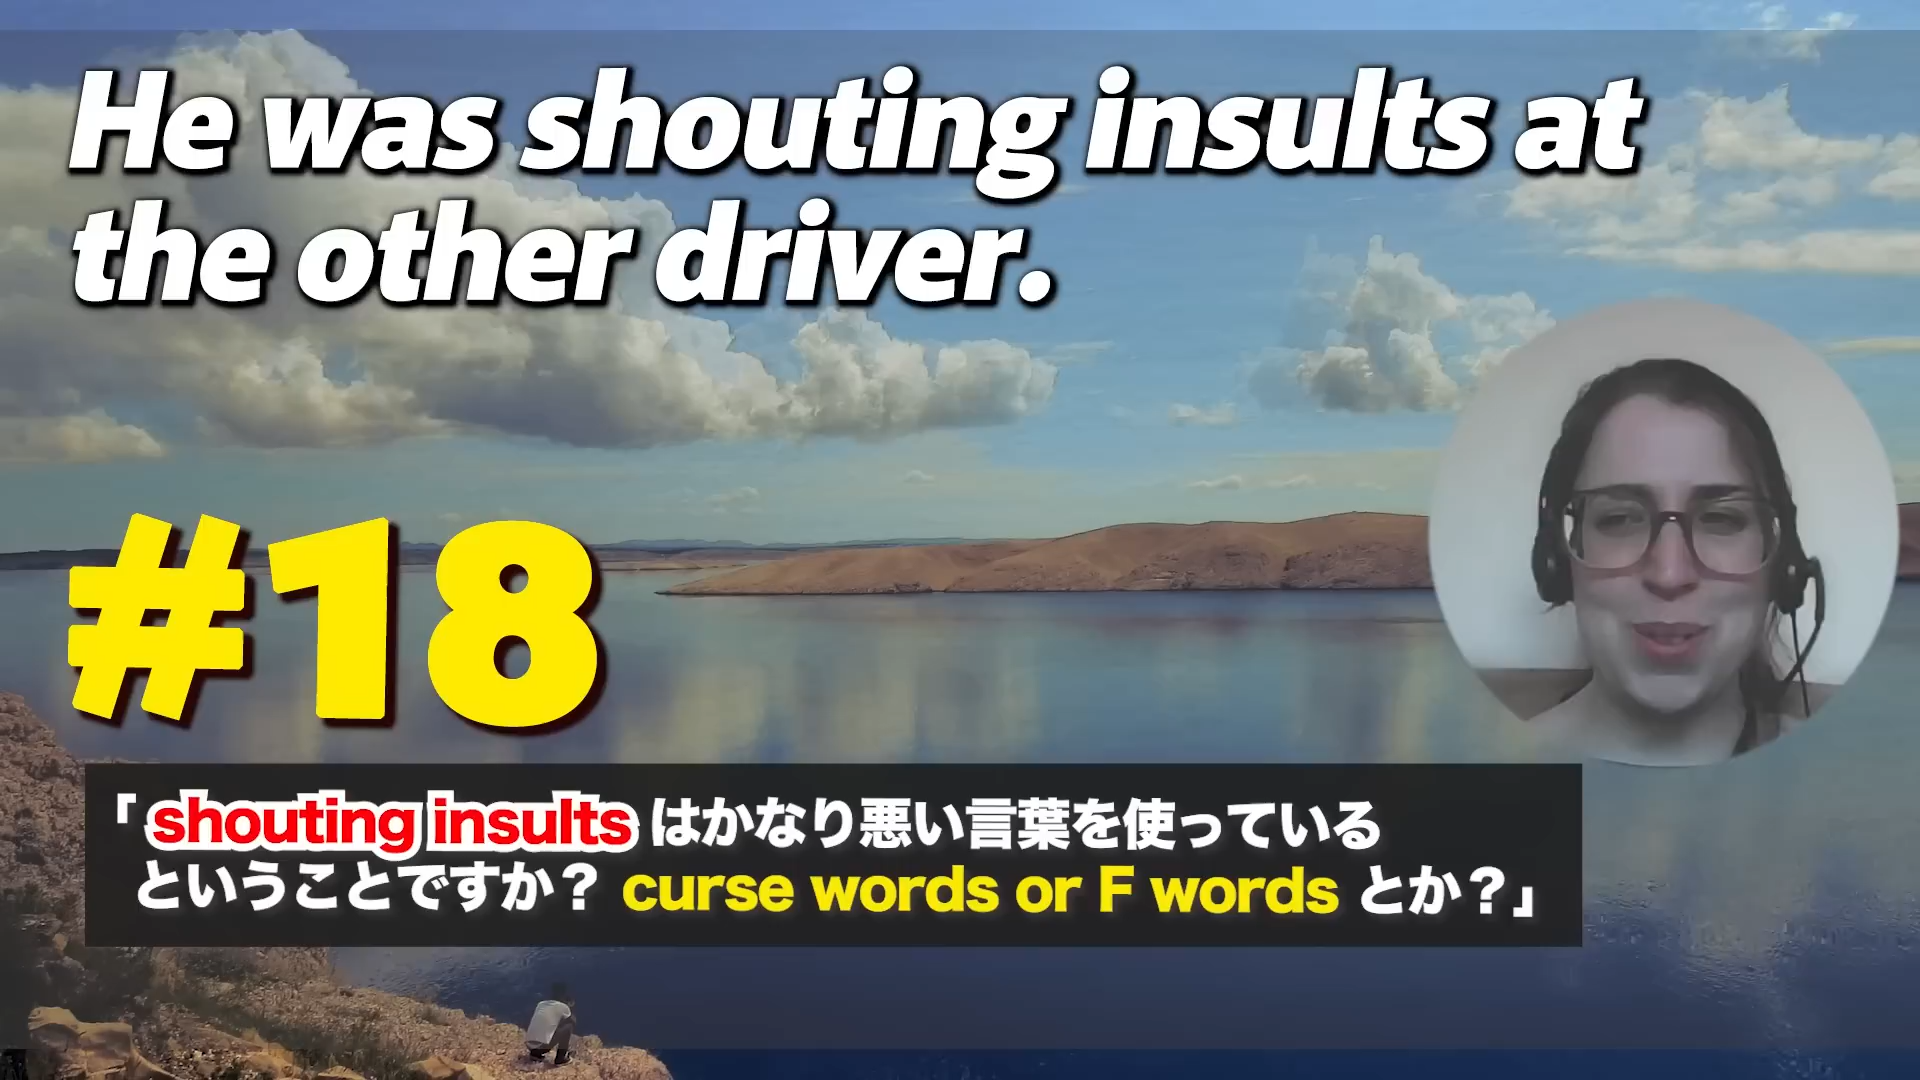 He was shouting insults at
the other driver.
#18
「shouting insults はかなり悪い言葉を使っている
ということですか？ curse words or F words とか？」